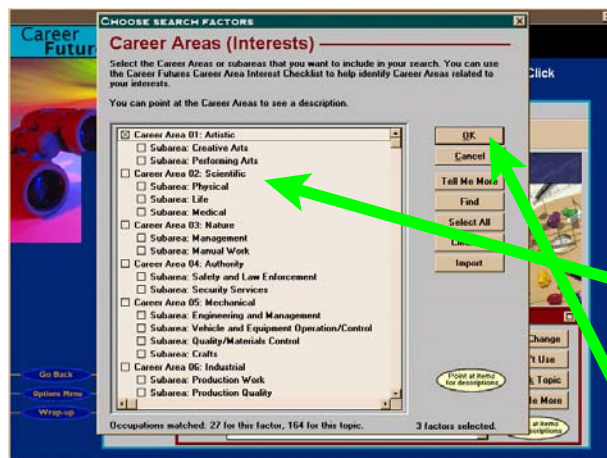 CHOOSE SEARCH FACTORS
Career
Futur
Career Areas (Interests)
Select the Career Areas or subareas that you want to include in your search. You can use
the Career Futures Career Area Interest Checklist to help identify Career Areas related to
your interests.
You can point at the Career Areas to see a description.
Click
Career Area 01: Artistic
Subarea: Creative Arts
Subarea: Performing Arts
Career Area 02: Scientific
Subarea: Physical
Subarea: Life
Subarea: Medical
Career Area 03: Nature
Subarea: Management
Subarea: Manual Work
Career Area 04: Authority
Subarea: Safety and Law Enforcement
Subarea: Security Services
Career Area 05: Mechanical
Subarea: Engineering and Management
Subarea: Vehicle and Equipment Operation/Control
Subarea: Quality/Materials Control
Subarea: Crafts
Career Area 06: Industrial
Subarea: Production Work
Subarea: Production Quality
OK
Cancel
Tell Me More
Find
Select All
Import
Point at items
for descriptions
Occupations matched: 27 for this factor, 164 for this topic.
3 factors selected.
Go Back
Options Menu
Wrap-up
Change
't Use
k Topic
le More
at items
descriptions